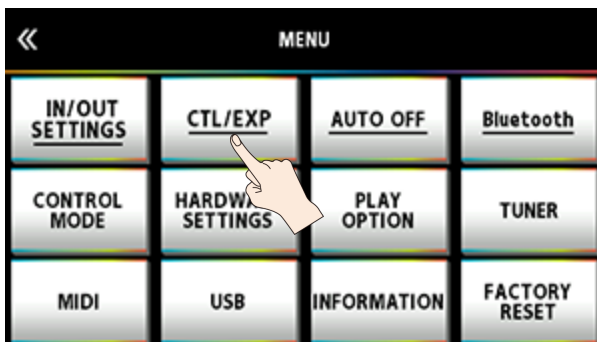 MENU
IN/OUT
SETTINGS
CTL/EXP
AUTO OFF
Bluetooth
CONTROL
MODE
SETTINGS
PLAY
OPTION
TUNER
MIDI
USB
INFORMATION
FACTORY
RESET